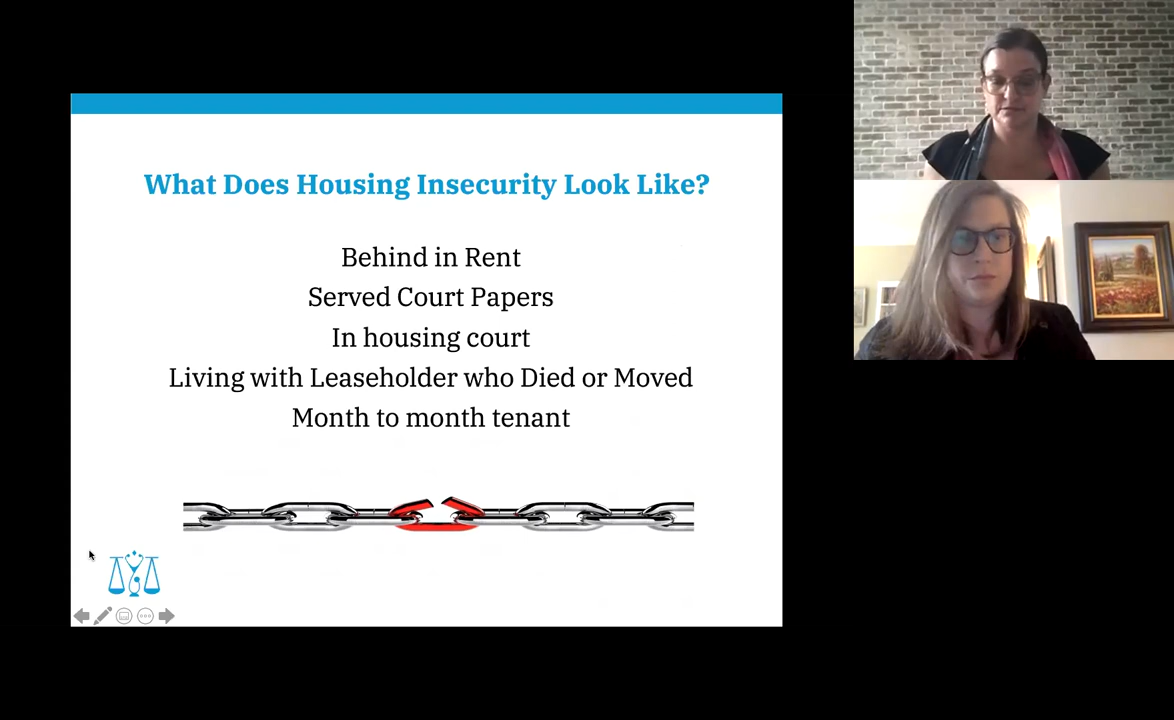 What Does Housing Insecurity Look Like?
Behind in Rent
Served Court Papers
In housing court
Living with Leaseholder who Died or Moved
Month to month tenant